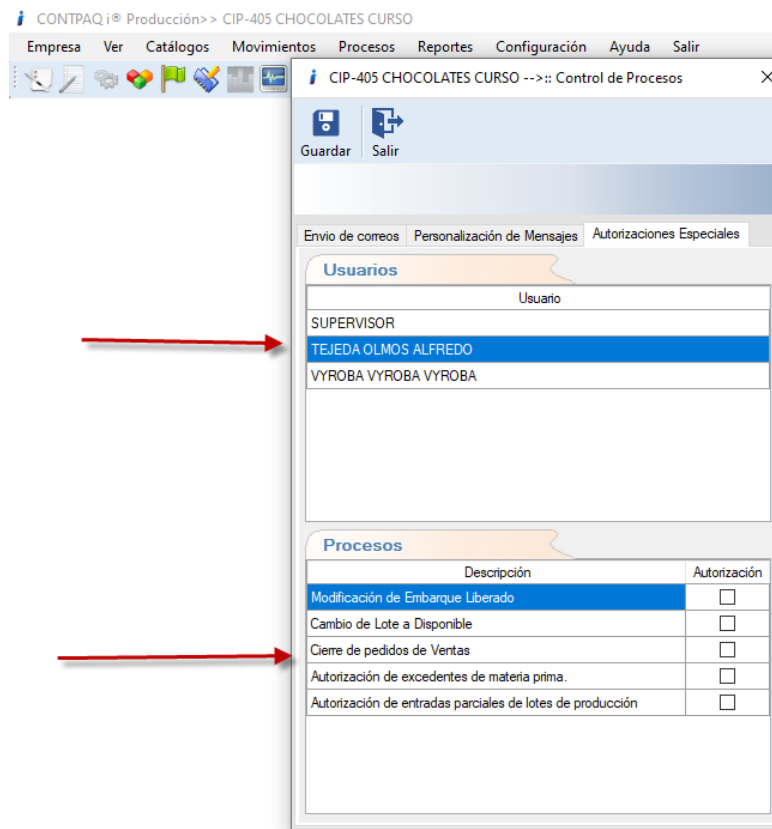 CONTPAQ i® Producción>> CIP-405 CHOCOLATES CURSO
Empresa Ver Catálogos Movimientos Procesos Reportes Configuración Ayuda Salir
CIP-405 CHOCOLATES CURSO -->:: Control de Procesos
Guardar Salir
Envio de correos Personalización de Mensajes Autorizaciones Especiales
Usuarios
Usuario
SUPERVISOR
TEJEDA OLMOS ALFREDO
VYROBA VYROBA VYROBA
Procesos
Descripción Autorización
Modificación de Embarque Liberado
Cambio de Lote a Disponible
Cierre de pedidos de Ventas
Autorización de excedentes de materia prima.
Autorización de entradas parciales de lotes de producción